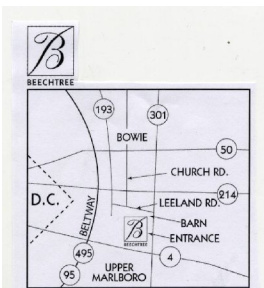 B
BEECHTREE
193
301
BOWIE
50
CHURCH RD.
214
LEELAND RD.
D.C.
BELTWAY
B
BEECHTREE
BARN
ENTRANCE
495
4
95
UPPER
MARLBORO